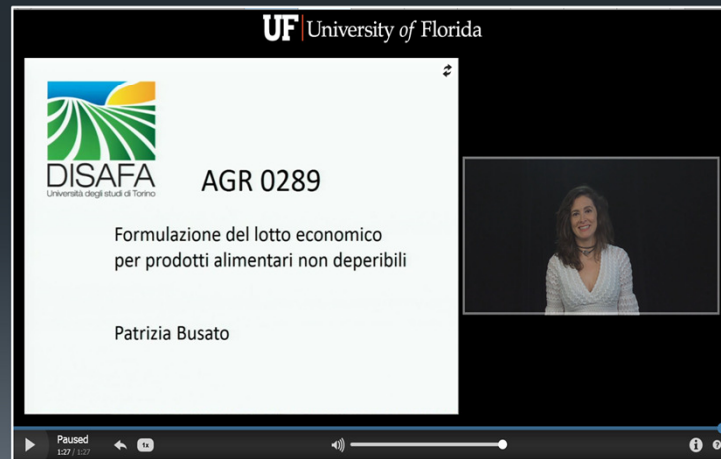 UF University of Florida
DISAFA
Università degli studi di Torino
AGR 0289
Formulazione del lotto economico
per prodotti alimentari non deperibili
Patrizia Busato
Paused
1:27 / 1:27
1x